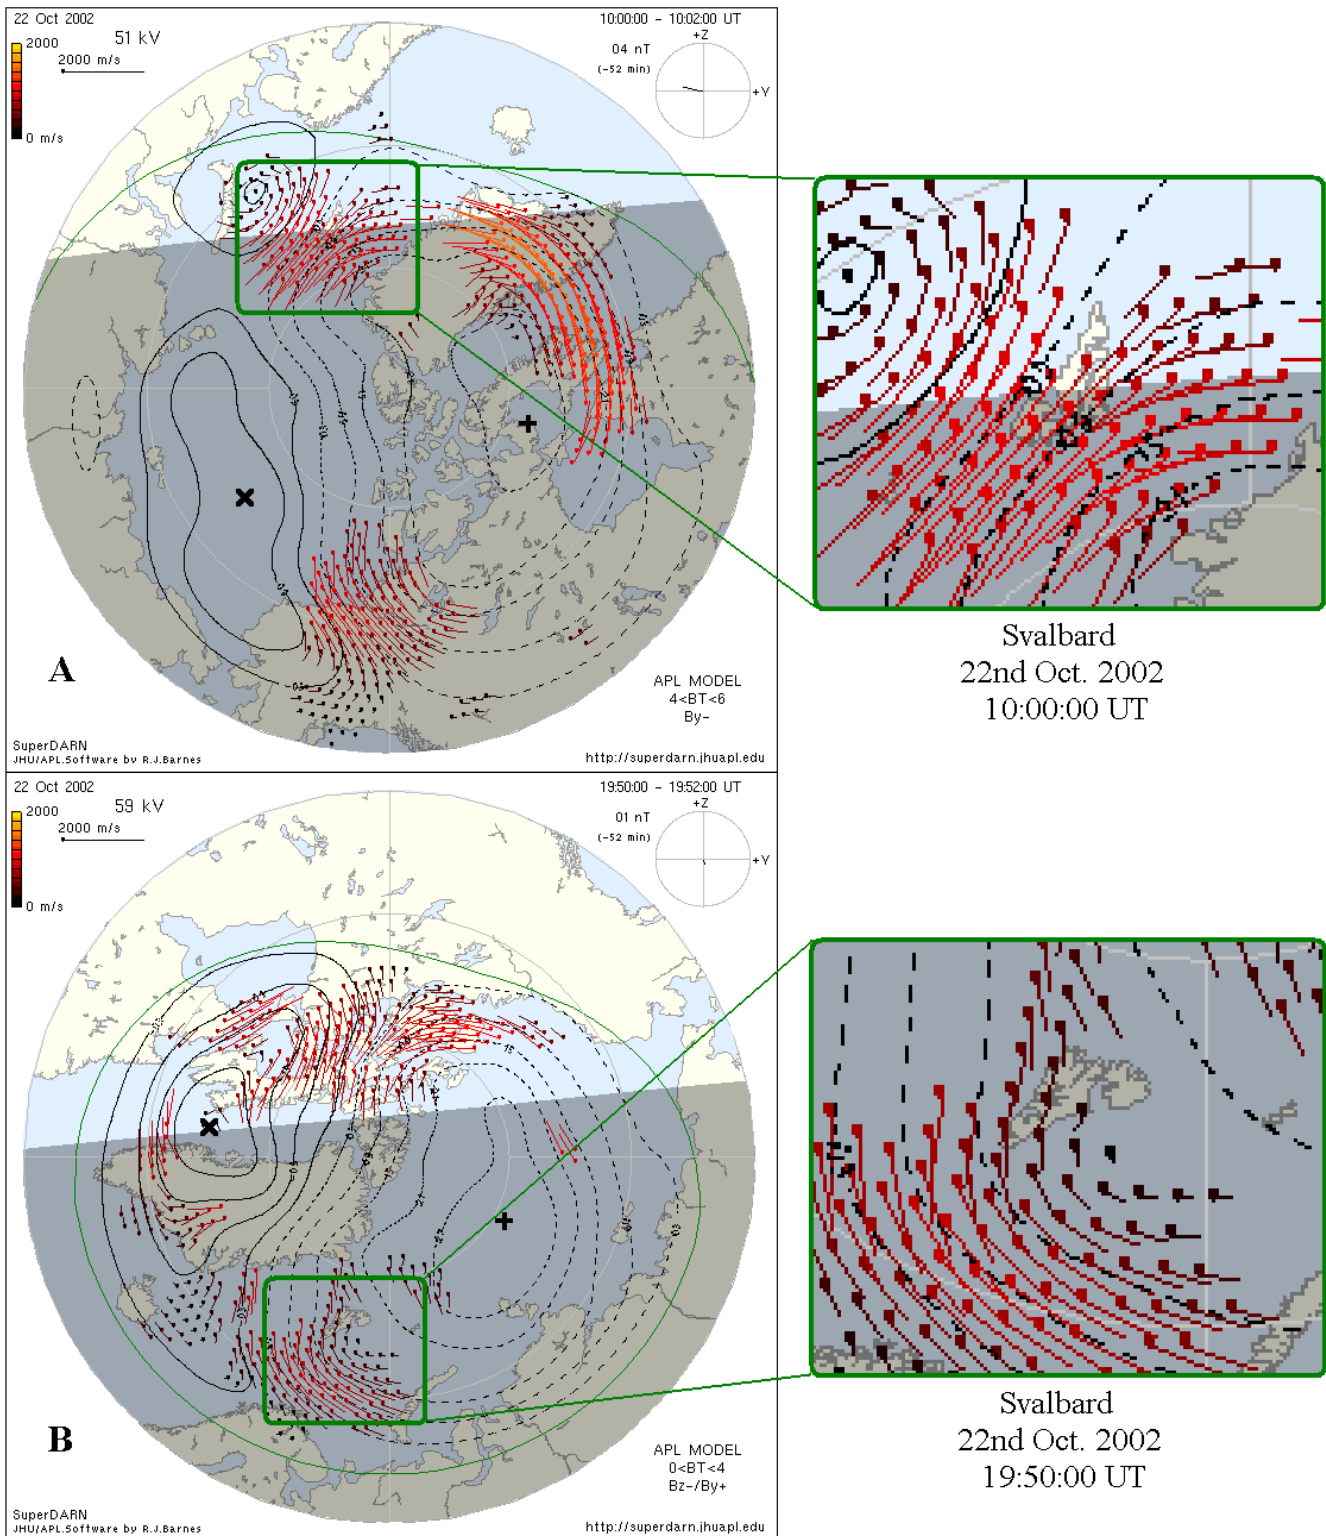 22 Oct 2002
10:00:00 - 10:02:00 UT
51 kV
+Z
2000
04 nT
2000 m/s
(-52 min)
+Y
0 m/s
A
APL MODEL
4<BT<6
By-
SuperDARN
JHU/APL.Software by R.J.Barnes
http://superdarn.jhuapl.edu
Svalbard
22nd Oct. 2002
10:00:00 UT
22 Oct 2002
19:50:00 - 19:52:00 UT
59 kV
+Z
2000
01 nT
2000 m/s
(-52 min)
+Y
0 m/s
B
APL MODEL
0<BT<4
Bz-/By+
SuperDARN
JHU/APL.Software by R.J.Barnes
http://superdarn.jhuapl.edu
Svalbard
22nd Oct. 2002
19:50:00 UT